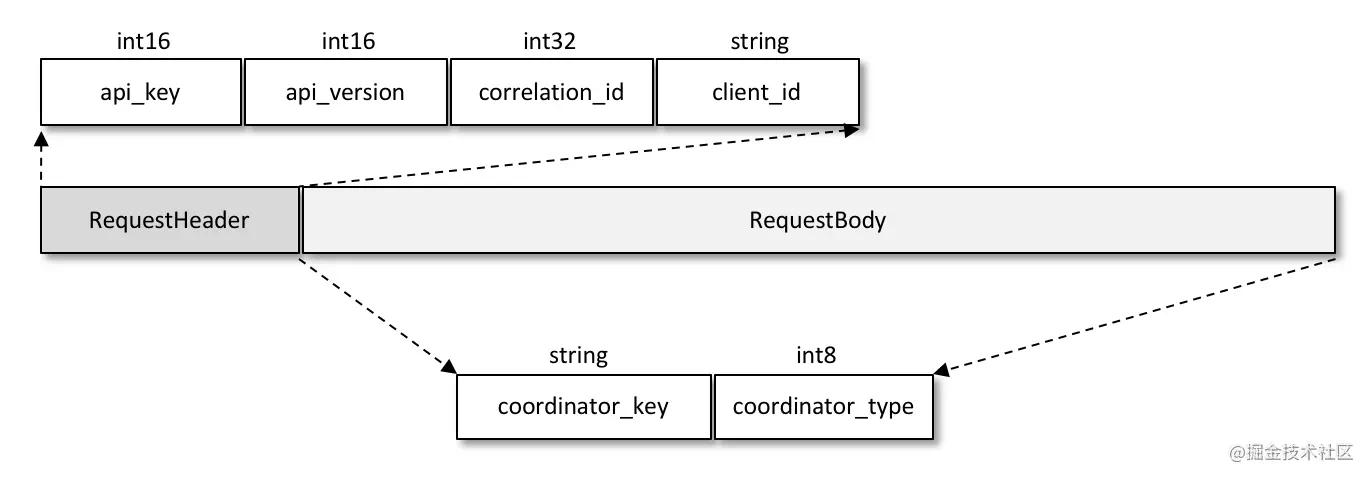 int16 int16 int32 string
api_key api_version correlation_id client_id
RequestHeader RequestBody
string int8
coordinator_key coordinator_type
@掘金技术社区